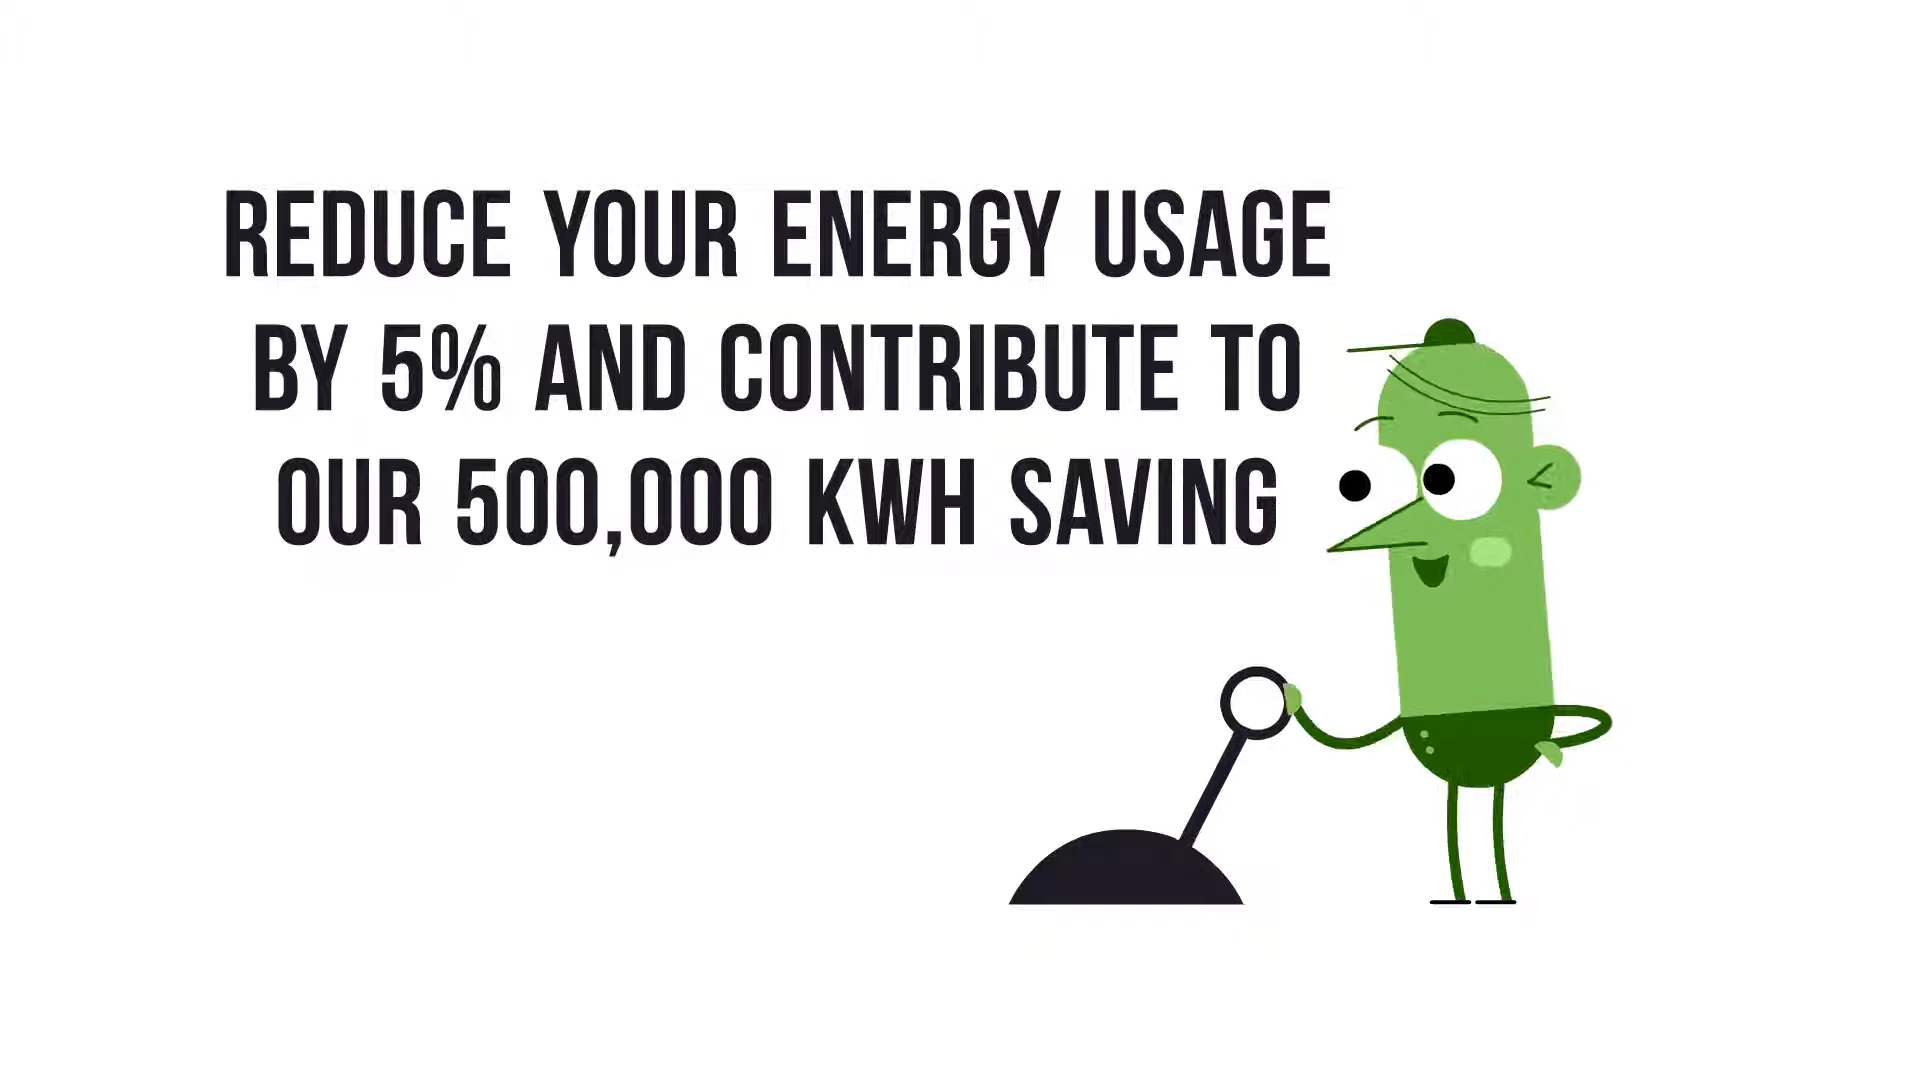 REDUCE YOUR ENERGY USAGE
BY 5% AND CONTRIBUTE TO
OUR 500,000 KWH SAVING